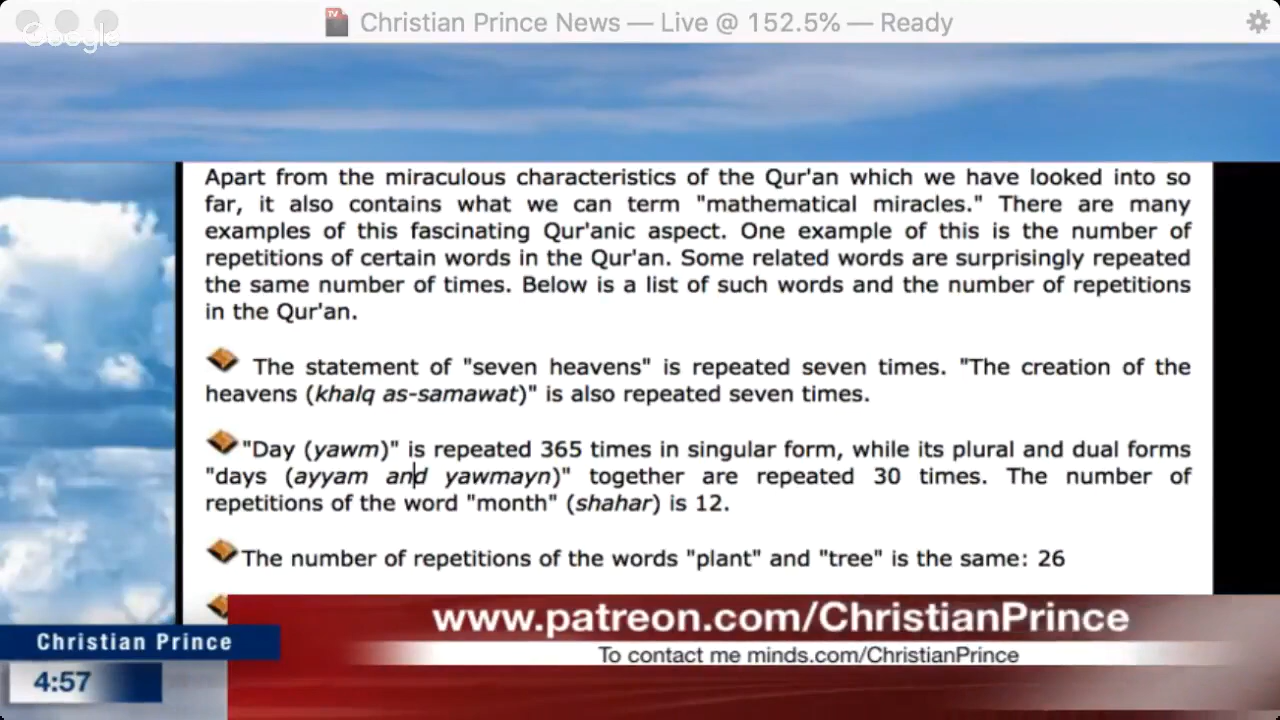 Christian Prince News — Live @ 152.5% — Ready
Google
Apart from the miraculous characteristics of the Qur'an which we have looked into so
far, it also contains what we can term "mathematical miracles." There are many
examples of this fascinating Qur'anic aspect. One example of this is the number of
repetitions of certain words in the Qur'an. Some related words are surprisingly repeated
the same number of times. Below is a list of such words and the number of repetitions
in the Qur'an.
The statement of "seven heavens" is repeated seven times. "The creation of the
heavens (khalq as-samawat)" is also repeated seven times.
"Day (yawm)" is repeated 365 times in singular form, while its plural and dual forms
"days (ayyam and yawmayn)" together are repeated 30 times. The number of
repetitions of the word "month" (shahar) is 12.
The number of repetitions of the words "plant" and "tree" is the same: 26
www.patreon.com/ChristianPrince
Christian Prince
To contact me minds.com/ChristianPrince
4:57